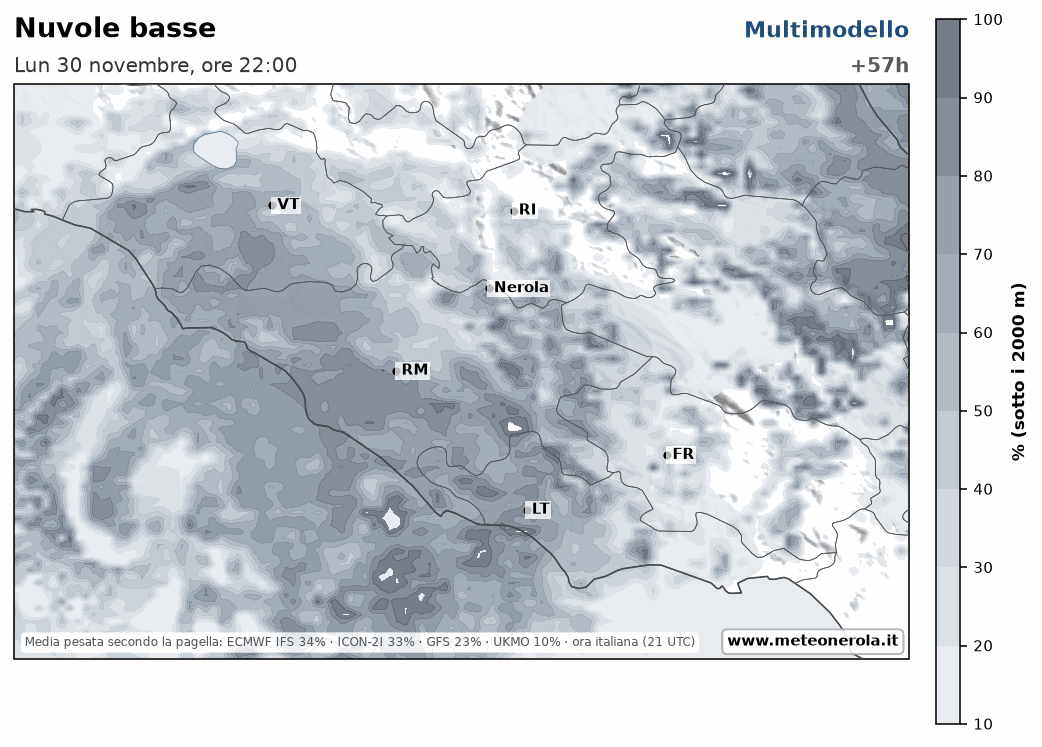 Nuvole basse
Multimodello
Lun 30 novembre, ore 22:00
+57h
VT
RI
Nerola
RM
FR
LT
Media pesata secondo la pagella: ECMWF IFS 34% · ICON-2I 33% · GFS 23% · UKMO 10% · ora italiana (21 UTC)
www.meteonerola.it
100
90
80
70
60
50
40
30
20
10
% (sotto i 2000 m)